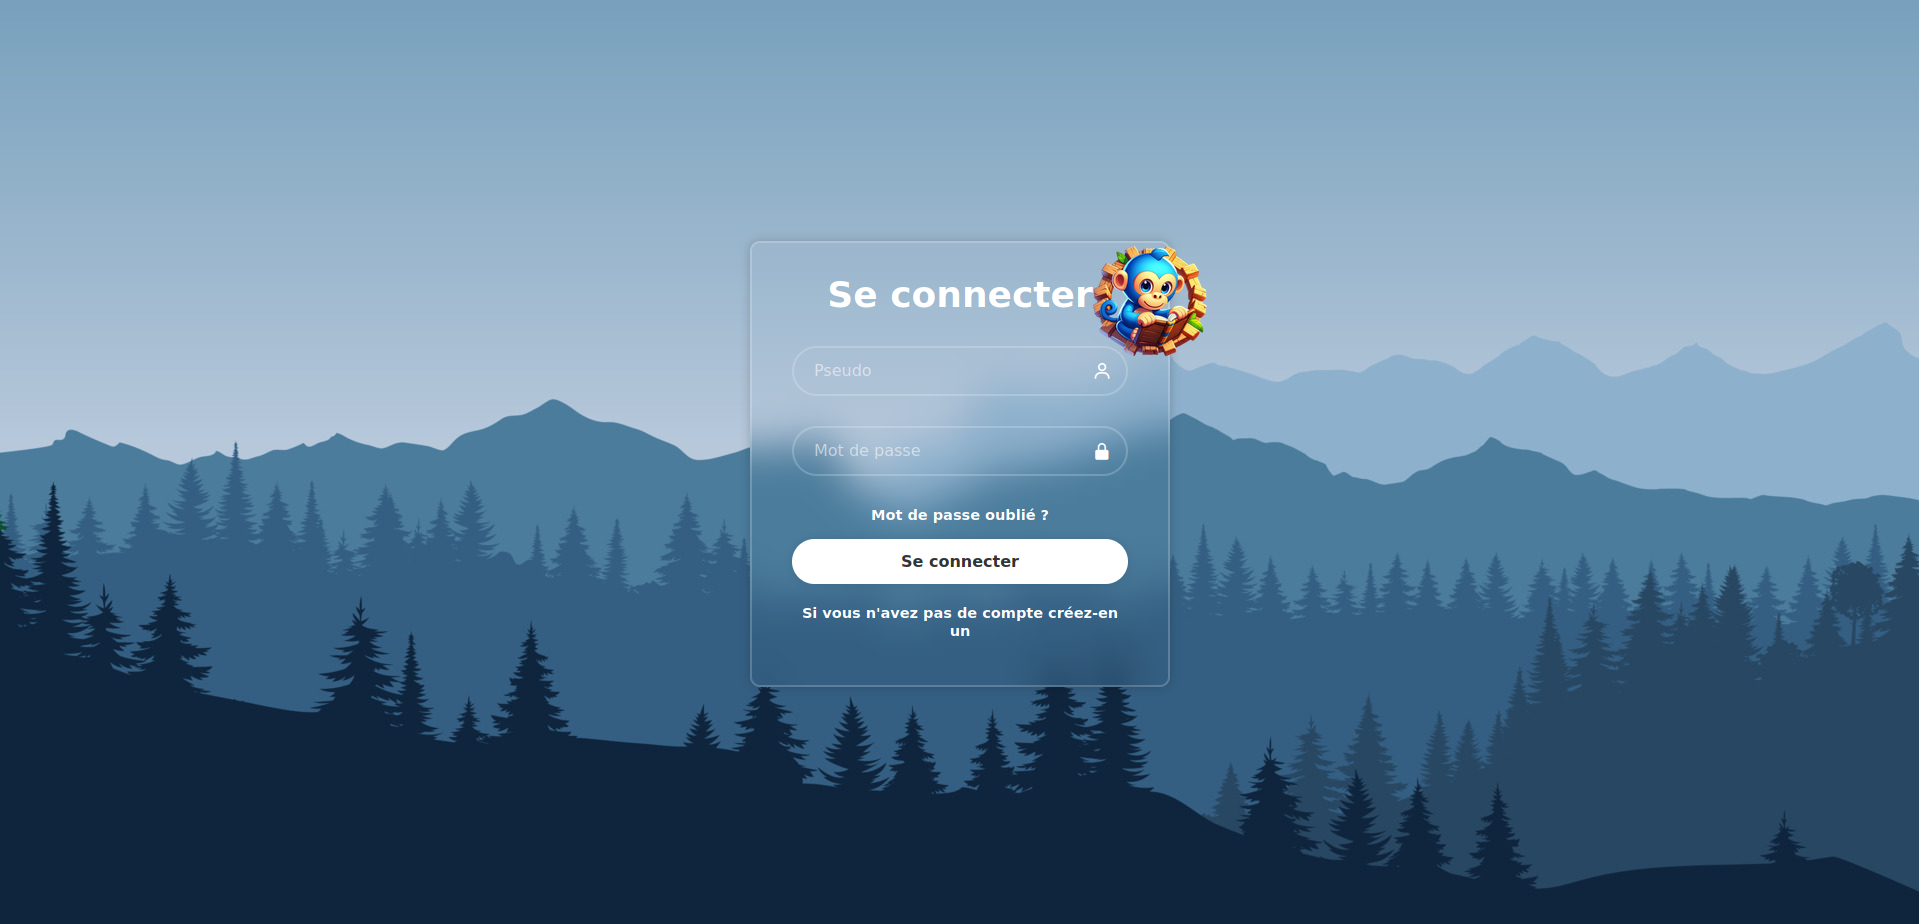 Se connecter
Pseudo
Mot de passe
Mot de passe oublié ?
Se connecter
Si vous n'avez pas de compte créez-en
un